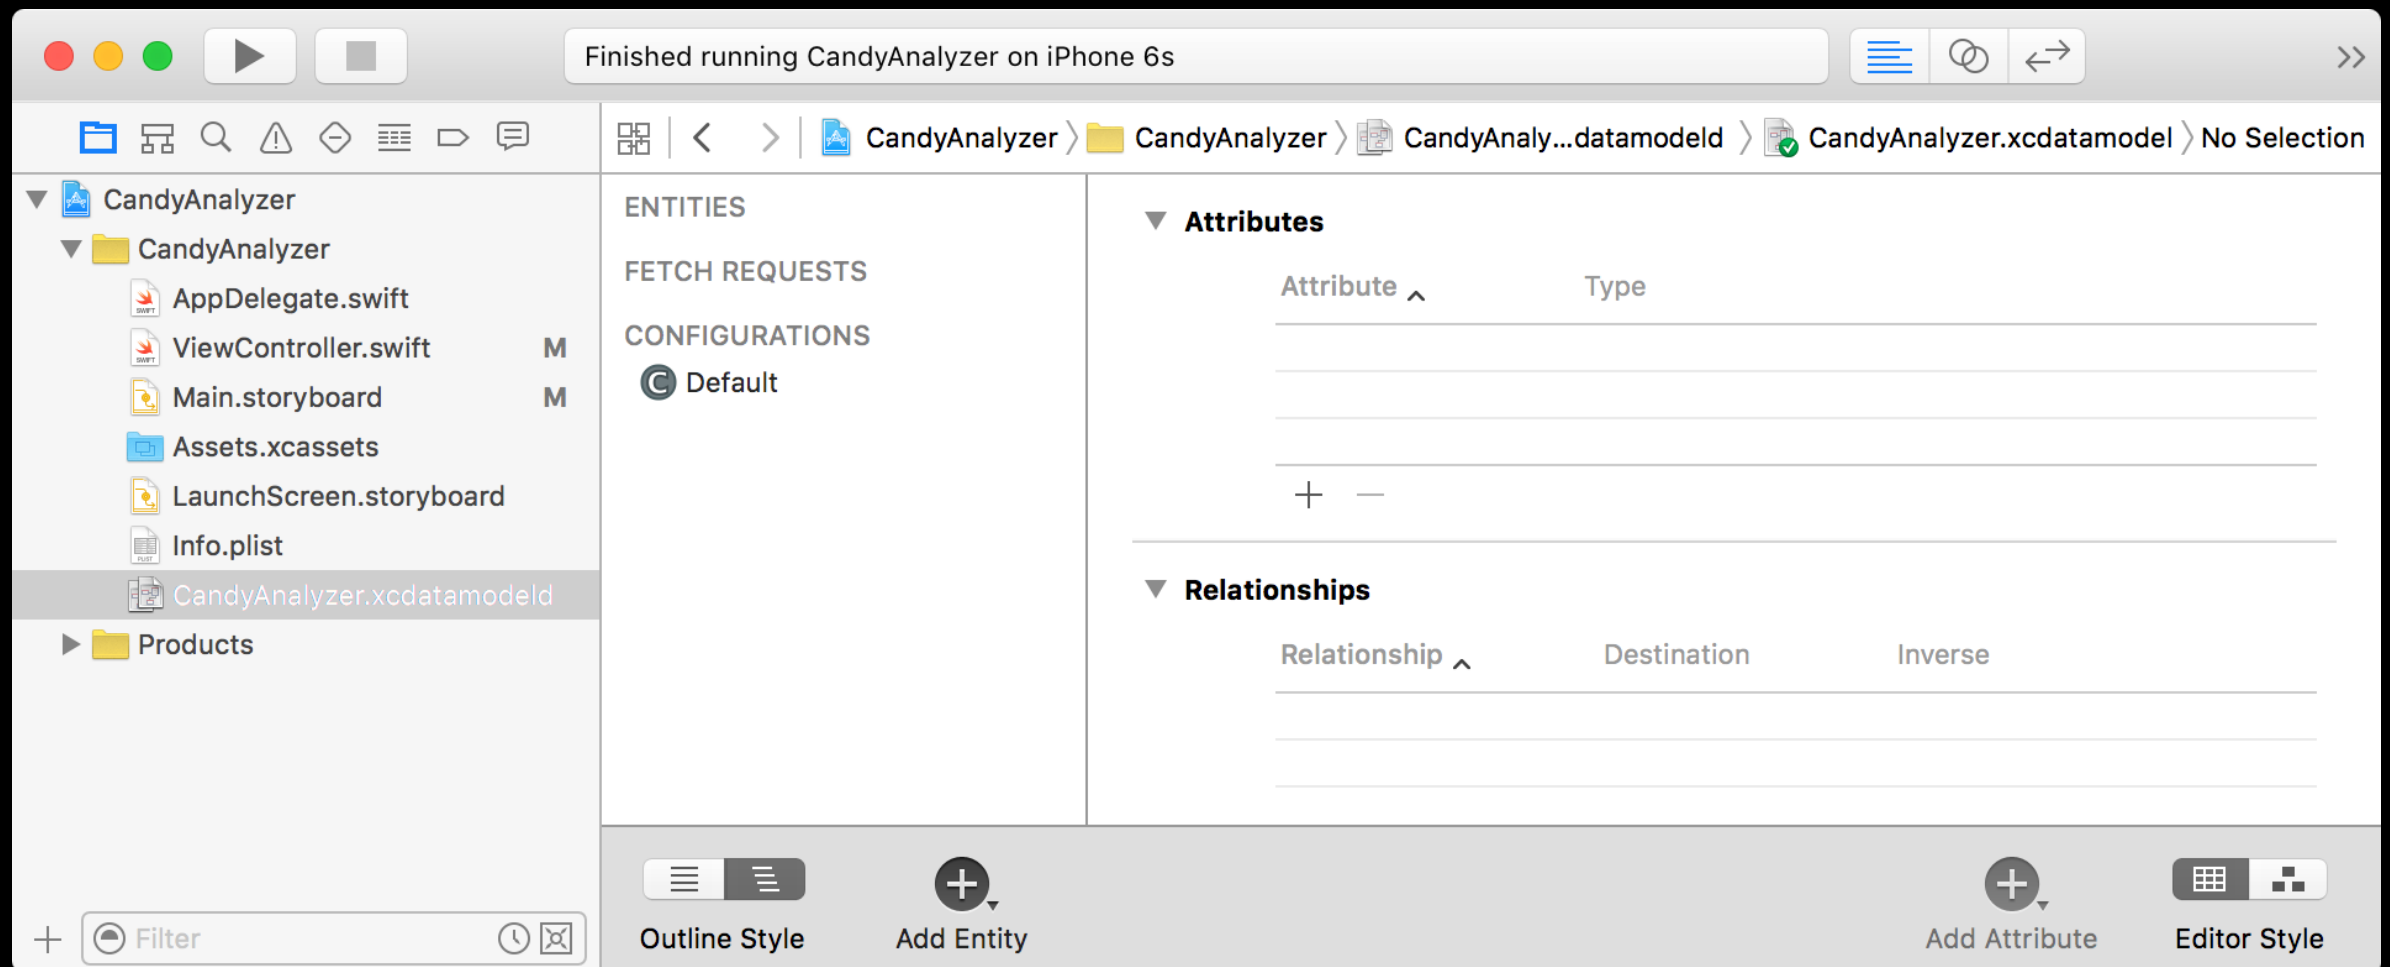 Finished running CandyAnalyzer on iPhone 6s
CandyAnalyzer CandyAnalyzer CandyAnaly...datamodeld CandyAnalyzer.xcdatamodel No Selection
CandyAnalyzer
CandyAnalyzer
AppDelegate.swift
ViewController.swift M
Main.storyboard M
Assets.xcassets
LaunchScreen.storyboard
Info.plist
CandyAnalyzer.xcdatamodeld
Products
Filter
ENTITIES
FETCH REQUESTS
CONFIGURATIONS
C Default
Attributes
Attribute Type
Relationships
Relationship Destination Inverse
Outline Style Add Entity Add Attribute Editor Style